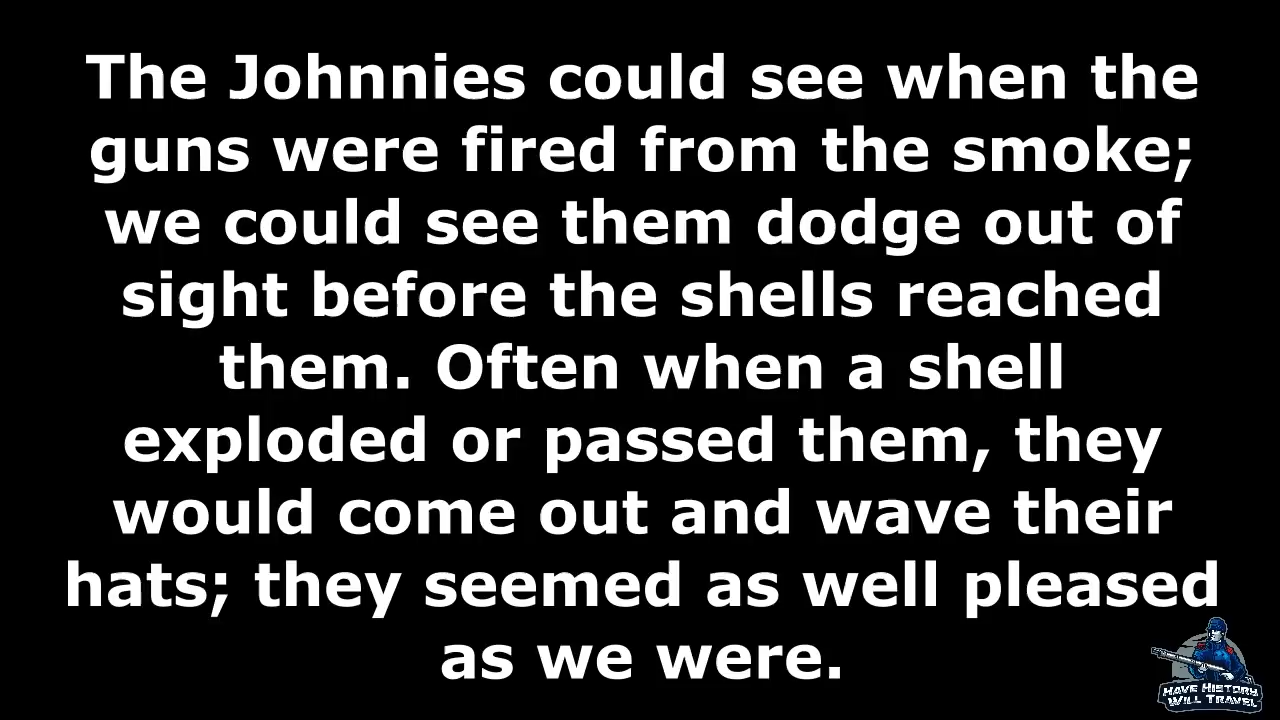 The Johnnies could see when the
guns were fired from the smoke;
we could see them dodge out of
sight before the shells reached
them. Often when a shell
exploded or passed them, they
would come out and wave their
hats; they seemed as well pleased
as we were.
HAVE HISTORY
WILL TRAVEL